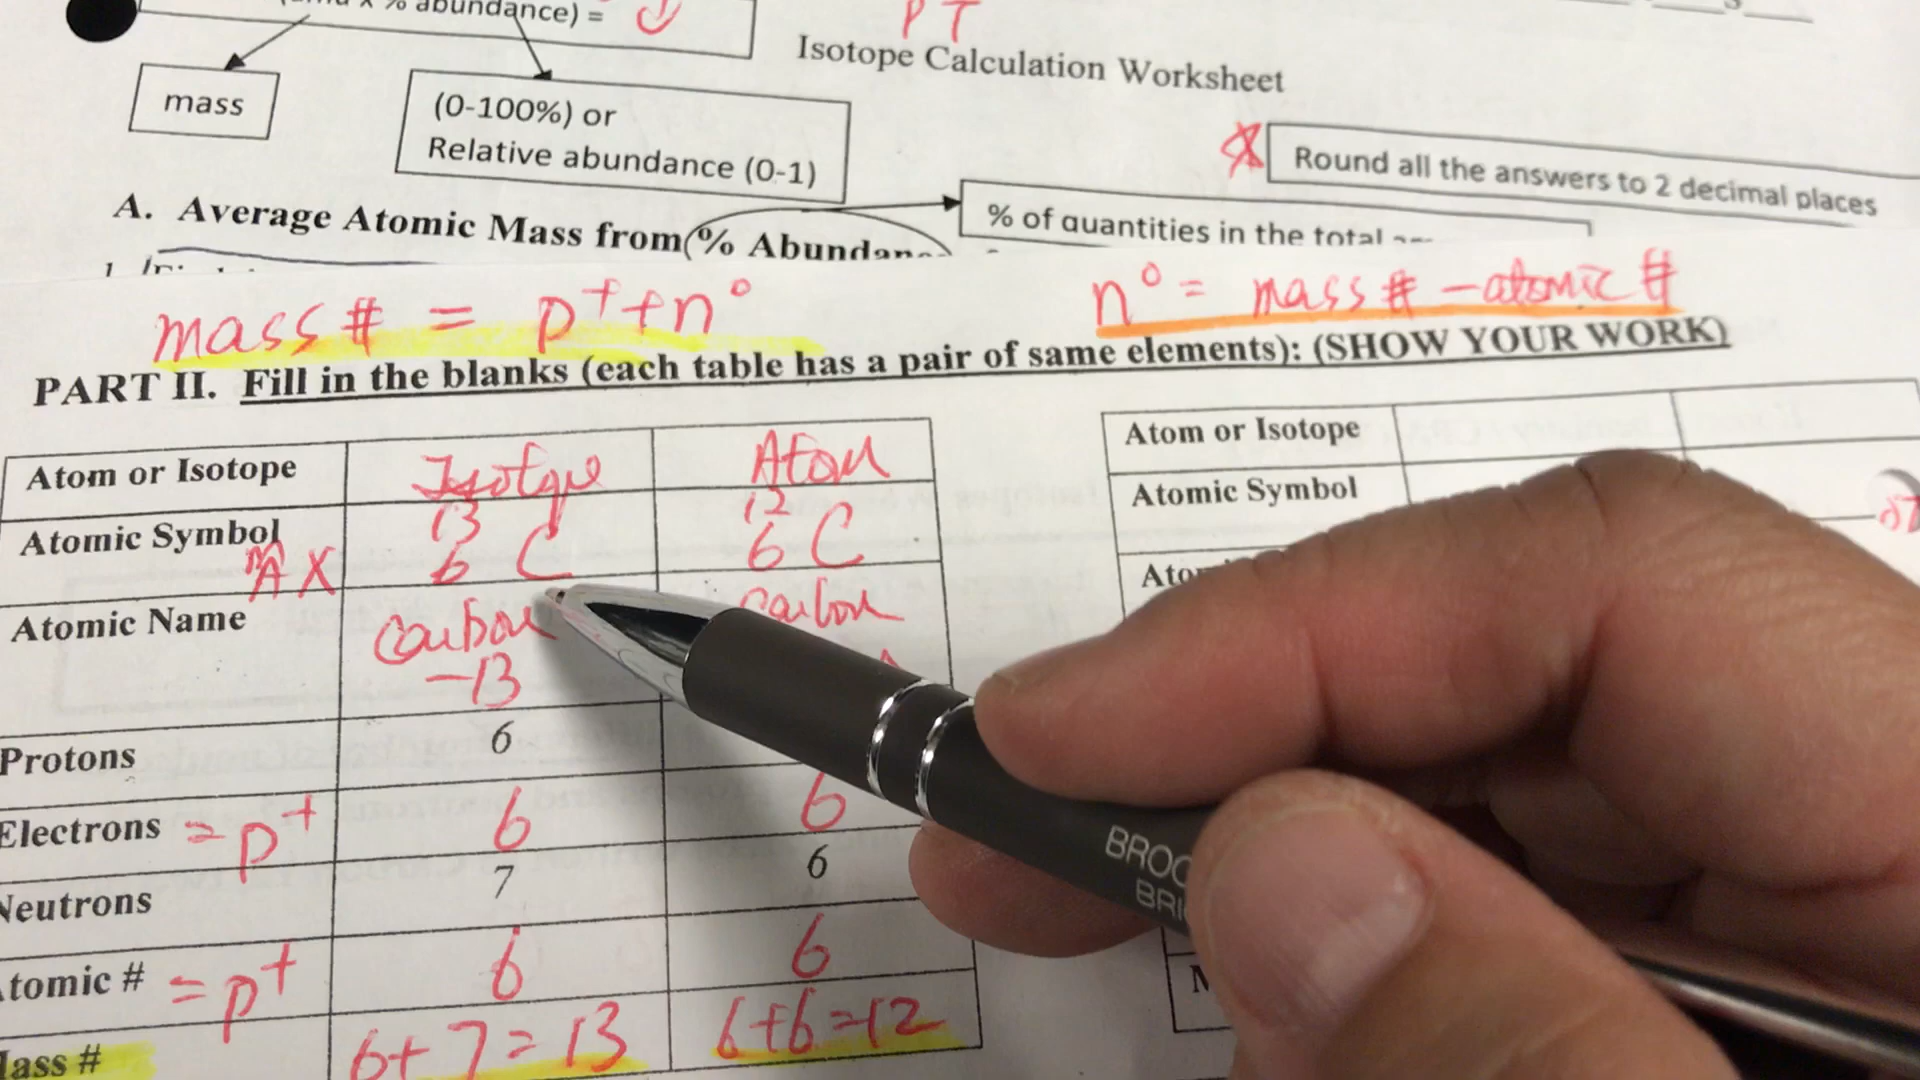 % abundance) =
P T
Isotope Calculation Worksheet
mass
(0-100%) or
Relative abundance (0-1)
Round all the answers to 2 decimal places
A. Average Atomic Mass from (% Abundan
% of quantities in the total
mass # = p⁺+n⁰
n⁰ = mass # - atomic #
PART II. Fill in the blanks (each table has a pair of same elements): (SHOW YOUR WORK)
Atom or Isotope Isotope Atom
Atomic Symbol 13 6 C 12 6 C
M A X
Atomic Name Carbon -13 carbon
Protons 6
Electrons = p⁺ 6 6
Neutrons 7 6
tomic # = p⁺ 6 6
ass # 6+7=13 6+6=12
Atom or Isotope
Atomic Symbol
Ato
M
BROO
BRI